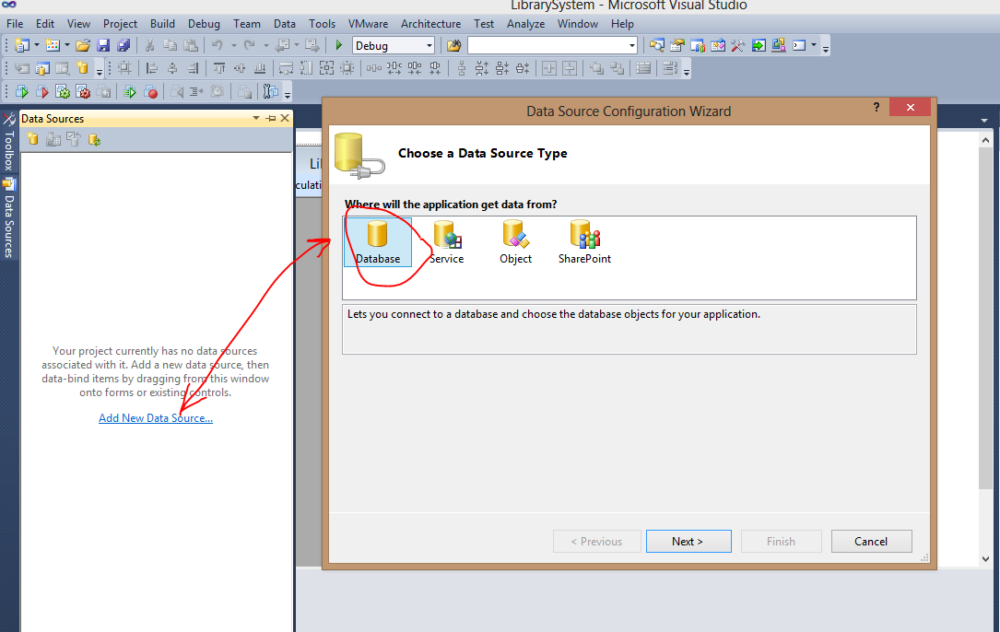 LibrarySystem - Microsoft Visual Studio
File Edit View Project Build Debug Team Data Tools VMware Architecture Test Analyze Window Help
Debug
Data Sources
Toolbox
Data Sources
Your project currently has no data sources
associated with it. Add a new data source, then
data-bind items by dragging from this window
onto forms or existing controls.
Add New Data Source...
Data Source Configuration Wizard
?
Choose a Data Source Type
Where will the application get data from?
Database Service Object SharePoint
Lets you connect to a database and choose the database objects for your application.
< Previous Next > Finish Cancel